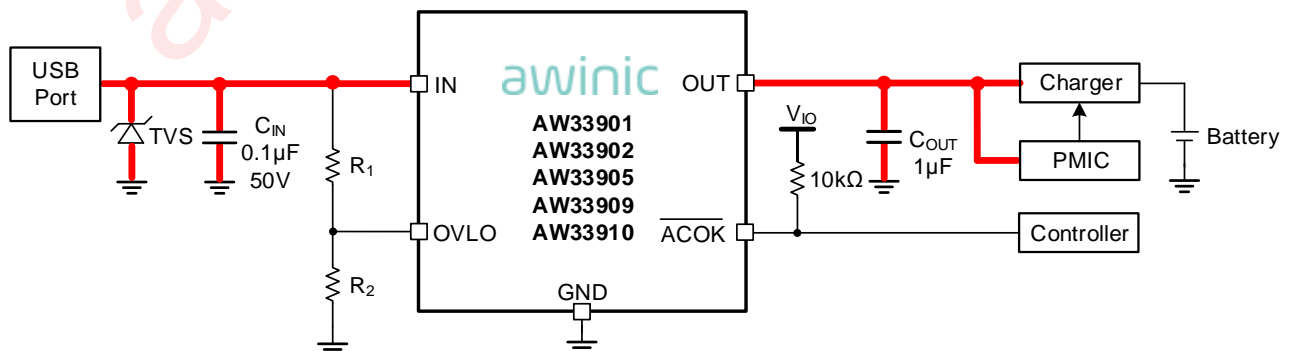 USB
Port
TVS
CIN
0.1µF
50V
R1
R2
IN
OVLO
awinic
AW33901
AW33902
AW33905
AW33909
AW33910
GND
OUT
ACOK
VIO
10kΩ
COUT
1µF
Charger
PMIC
Battery
Controller